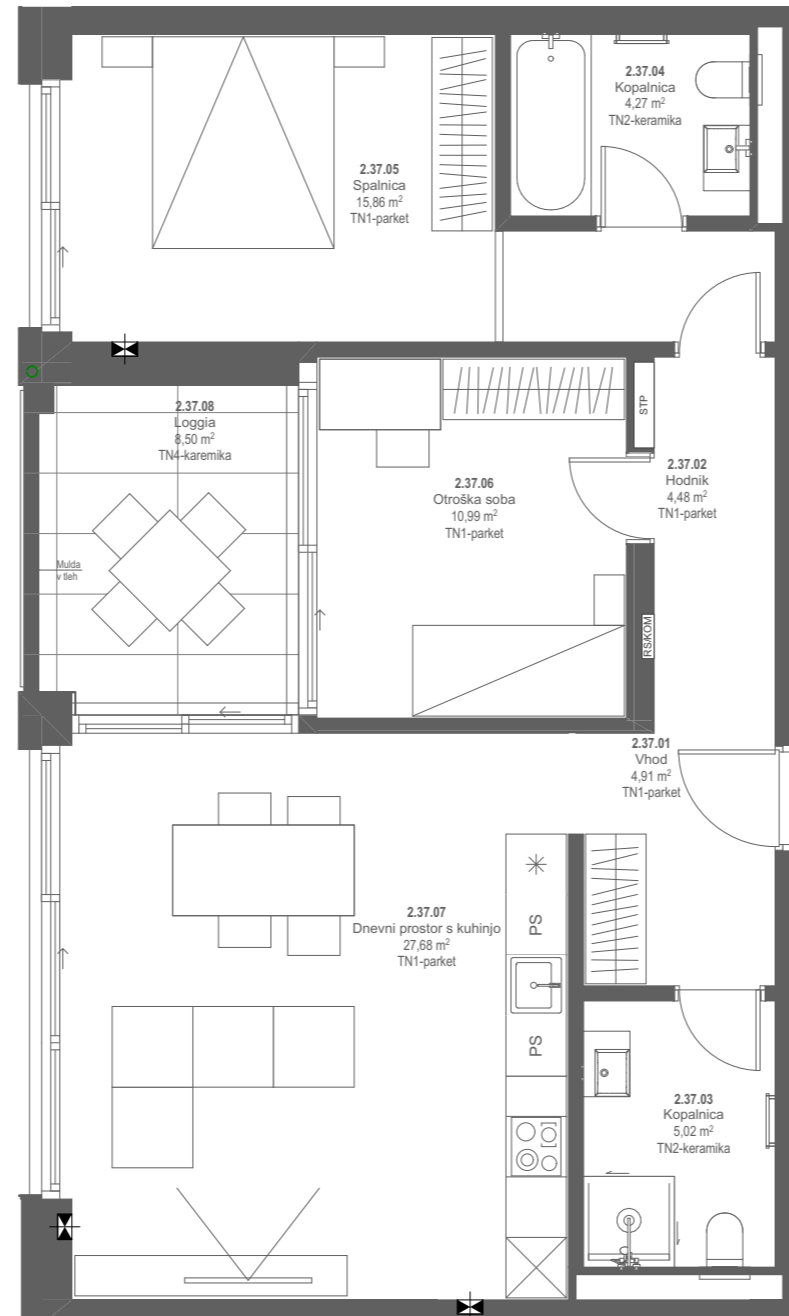 2.37.04
Kopalnica
4,27 m²
TN2-keramika
2.37.05
Spalnica
15,86 m²
TN1-parket
2.37.08
Loggia
8,50 m²
TN4-karemika
STP
2.37.02
Hodnik
4,48 m²
TN1-parket
2.37.06
Otroška soba
10,99 m²
TN1-parket
Mulda
v tleh
RS/KOM
2.37.01
Vhod
4,91 m²
TN1-parket
2.37.07
Dnevni prostor s kuhinjo
27,68 m²
TN1-parket
PS
PS
2.37.03
Kopalnica
5,02 m²
TN2-keramika